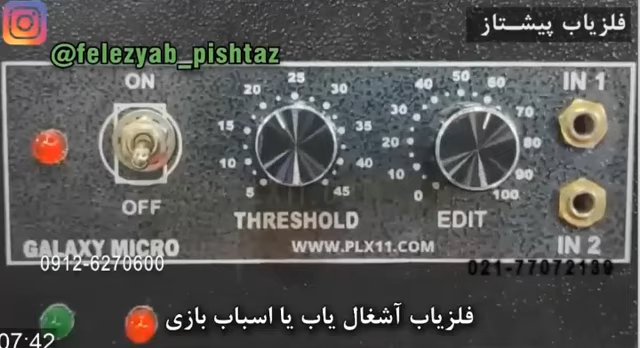 فلزیاب پیشتاز
@felezyab_pishtaz
ON
OFF
GALAXY MICRO
0912-6270600
5 10 15 20 25 30 35 40 45
THRESHOLD
0 10 20 30 40 50 60 70 80 90 100
EDIT
WWW.PLX11.COM
IN 1
IN 2
021-77072139
فلزیاب آشغال یاب یا اسباب بازی
07:42